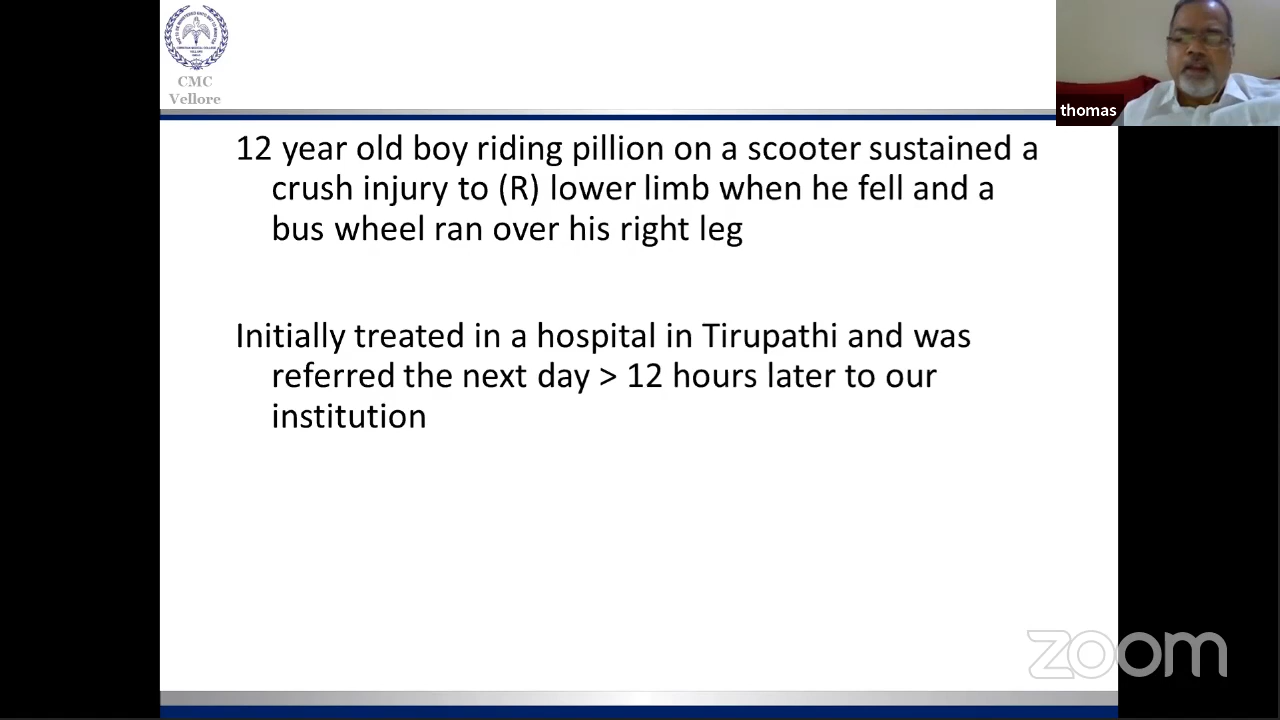 CMC
Vellore
thomas
12 year old boy riding pillion on a scooter sustained a
crush injury to (R) lower limb when he fell and a
bus wheel ran over his right leg
Initially treated in a hospital in Tirupathi and was
referred the next day > 12 hours later to our
institution
zoom